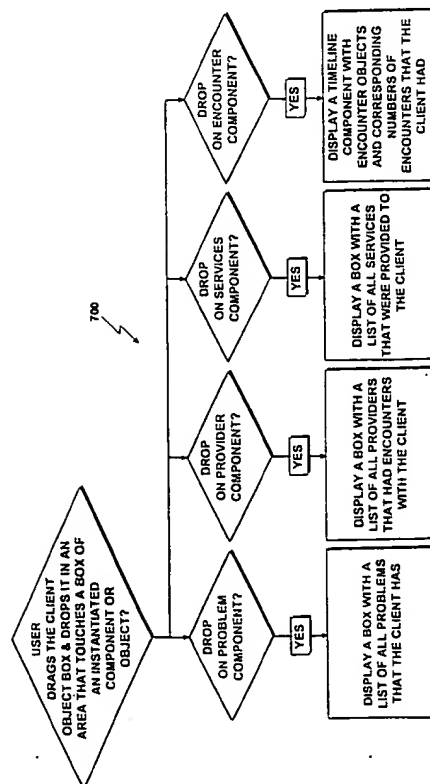 USER
DRAGS THE CLIENT
OBJECT BOX & DROPS IT IN AN
AREA THAT TOUCHES A BOX OF
AN INSTANTIATED
COMPONENT OR
OBJECT?
700
DROP
ON PROBLEM
COMPONENT?
YES
DISPLAY A BOX WITH A
LIST OF ALL PROBLEMS
THAT THE CLIENT HAS
DROP
ON PROVIDER
COMPONENT?
YES
DISPLAY A BOX WITH A
LIST OF ALL PROVIDERS
THAT HAD ENCOUNTERS
WITH THE CLIENT
DROP
ON SERVICES
COMPONENT?
YES
DISPLAY A BOX WITH A
LIST OF ALL SERVICES
THAT WERE PROVIDED TO
THE CLIENT
DROP
ON ENCOUNTER
COMPONENT?
YES
DISPLAY A TIMELINE
COMPONENT WITH
ENCOUNTER OBJECTS
AND CORRESPONDING
NUMBERS OF
ENCOUNTERS THAT THE
CLIENT HAD